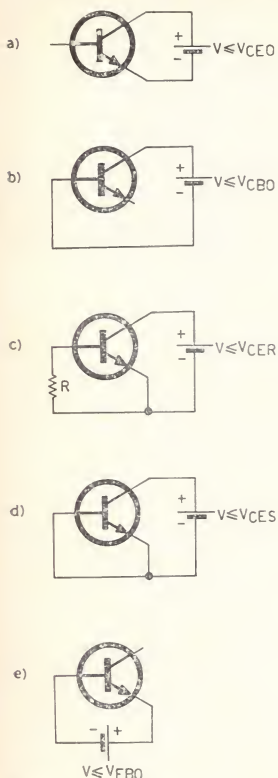 a)
+
-
V≤VCEO
b)
+
-
V≤VCBO
c)
R
+
-
V≤VCER
d)
+
-
V≤VCES
e)
- +
V≤VEBO